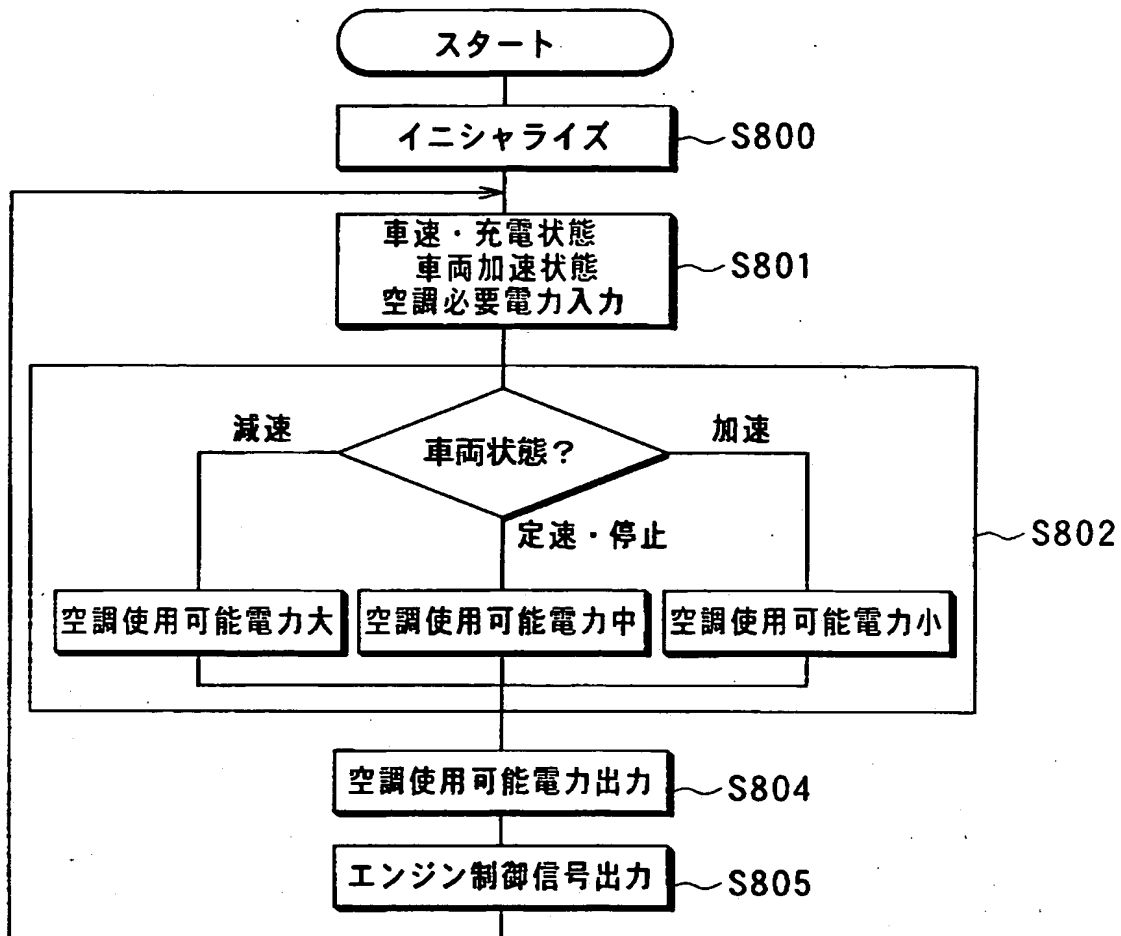 スタート
イニシャライズ
S800
車速・充電状態
車両加速状態
空調必要電力入力
S801
減速
車両状態？
加速
定速・停止
S802
空調使用可能電力大
空調使用可能電力中
空調使用可能電力小
空調使用可能電力出力
S804
エンジン制御信号出力
S805